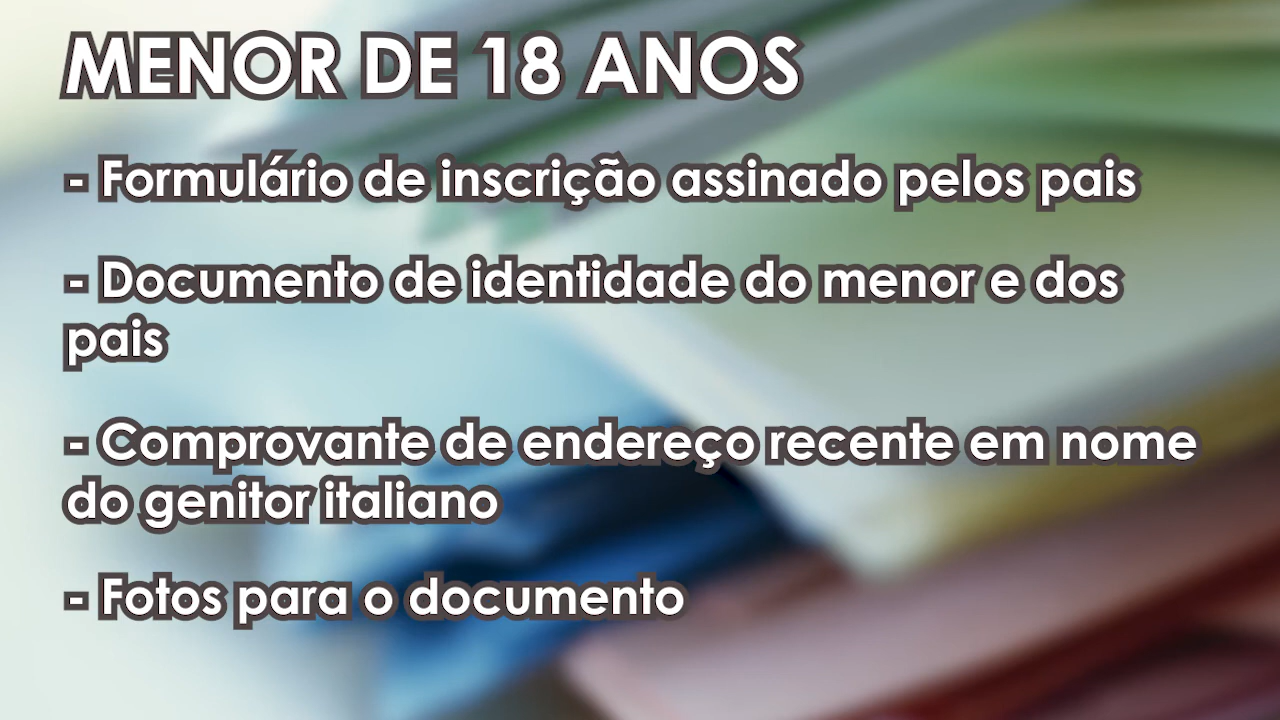 MENOR DE 18 ANOS
- Formulário de inscrição assinado pelos pais
- Documento de identidade do menor e dos
pais
- Comprovante de endereço recente em nome
do genitor italiano
- Fotos para o documento